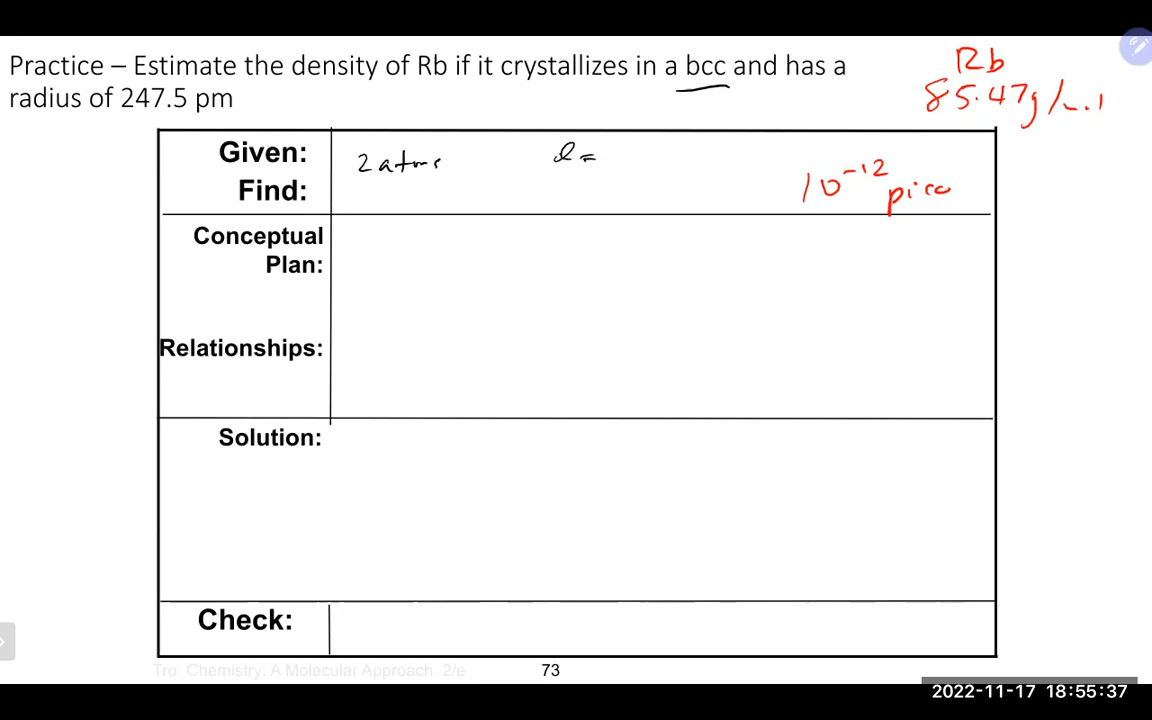 Practice – Estimate the density of Rb if it crystallizes in a bcc and has a
radius of 247.5 pm
Rb
85.47g/mol
Given:
2 atoms
l =
Find:
10⁻¹² pico
Conceptual
Plan:
Relationships:
Solution:
Check:
Tro: Chemistry: A Molecular Approach, 2/e
73
2022-11-17 18:55:37